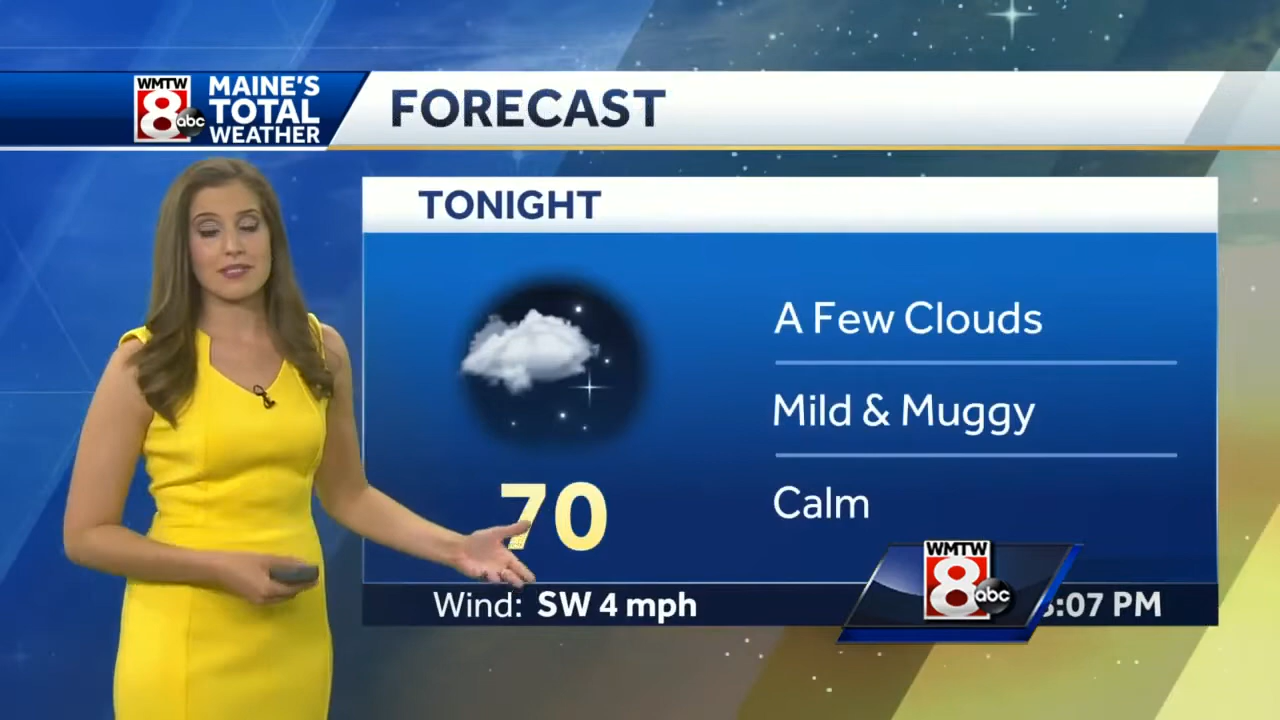 WMTW
8
abc
MAINE'S
TOTAL
WEATHER
FORECAST
TONIGHT
A Few Clouds
Mild & Muggy
70
Calm
Wind: SW 4 mph
WMTW
8
abc
:07 PM